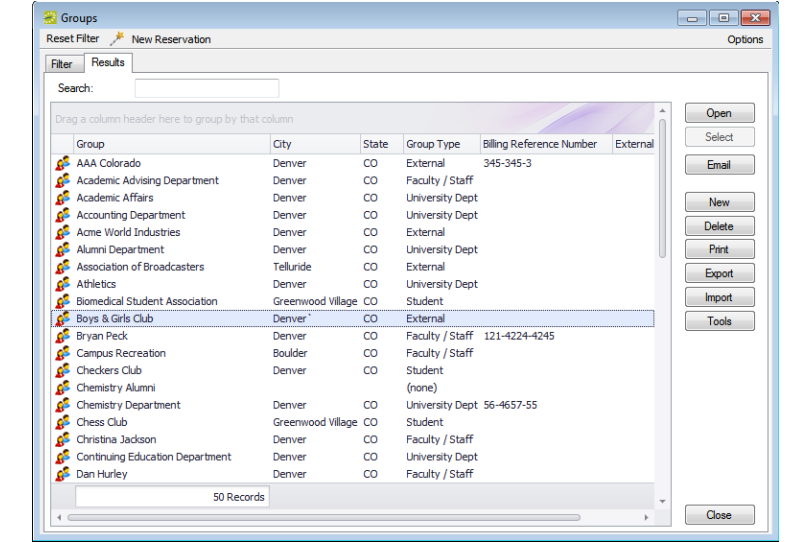 Groups
Reset Filter New Reservation Options
Filter Results
Search:
Drag a column header here to group by that column
Group City State Group Type Billing Reference Number External
AAA Colorado Denver CO External 345-345-3
Academic Advising Department Denver CO Faculty / Staff
Academic Affairs Denver CO University Dept
Accounting Department Denver CO University Dept
Acme World Industries Denver CO External
Alumni Department Denver CO University Dept
Association of Broadcasters Telluride CO External
Athletics Denver CO University Dept
Biomedical Student Association Greenwood Village CO Student
Boys & Girls Club Denver` CO External
Bryan Peck Denver CO Faculty / Staff 121-4224-4245
Campus Recreation Boulder CO Faculty / Staff
Checkers Club Denver CO Student
Chemistry Alumni (none)
Chemistry Department Denver CO University Dept 56-4657-55
Chess Club Greenwood Village CO Student
Christina Jackson Denver CO Faculty / Staff
Continuing Education Department Denver CO University Dept
Dan Hurley Denver CO Faculty / Staff
50 Records
Open
Select
Email
New
Delete
Print
Export
Import
Tools
Close